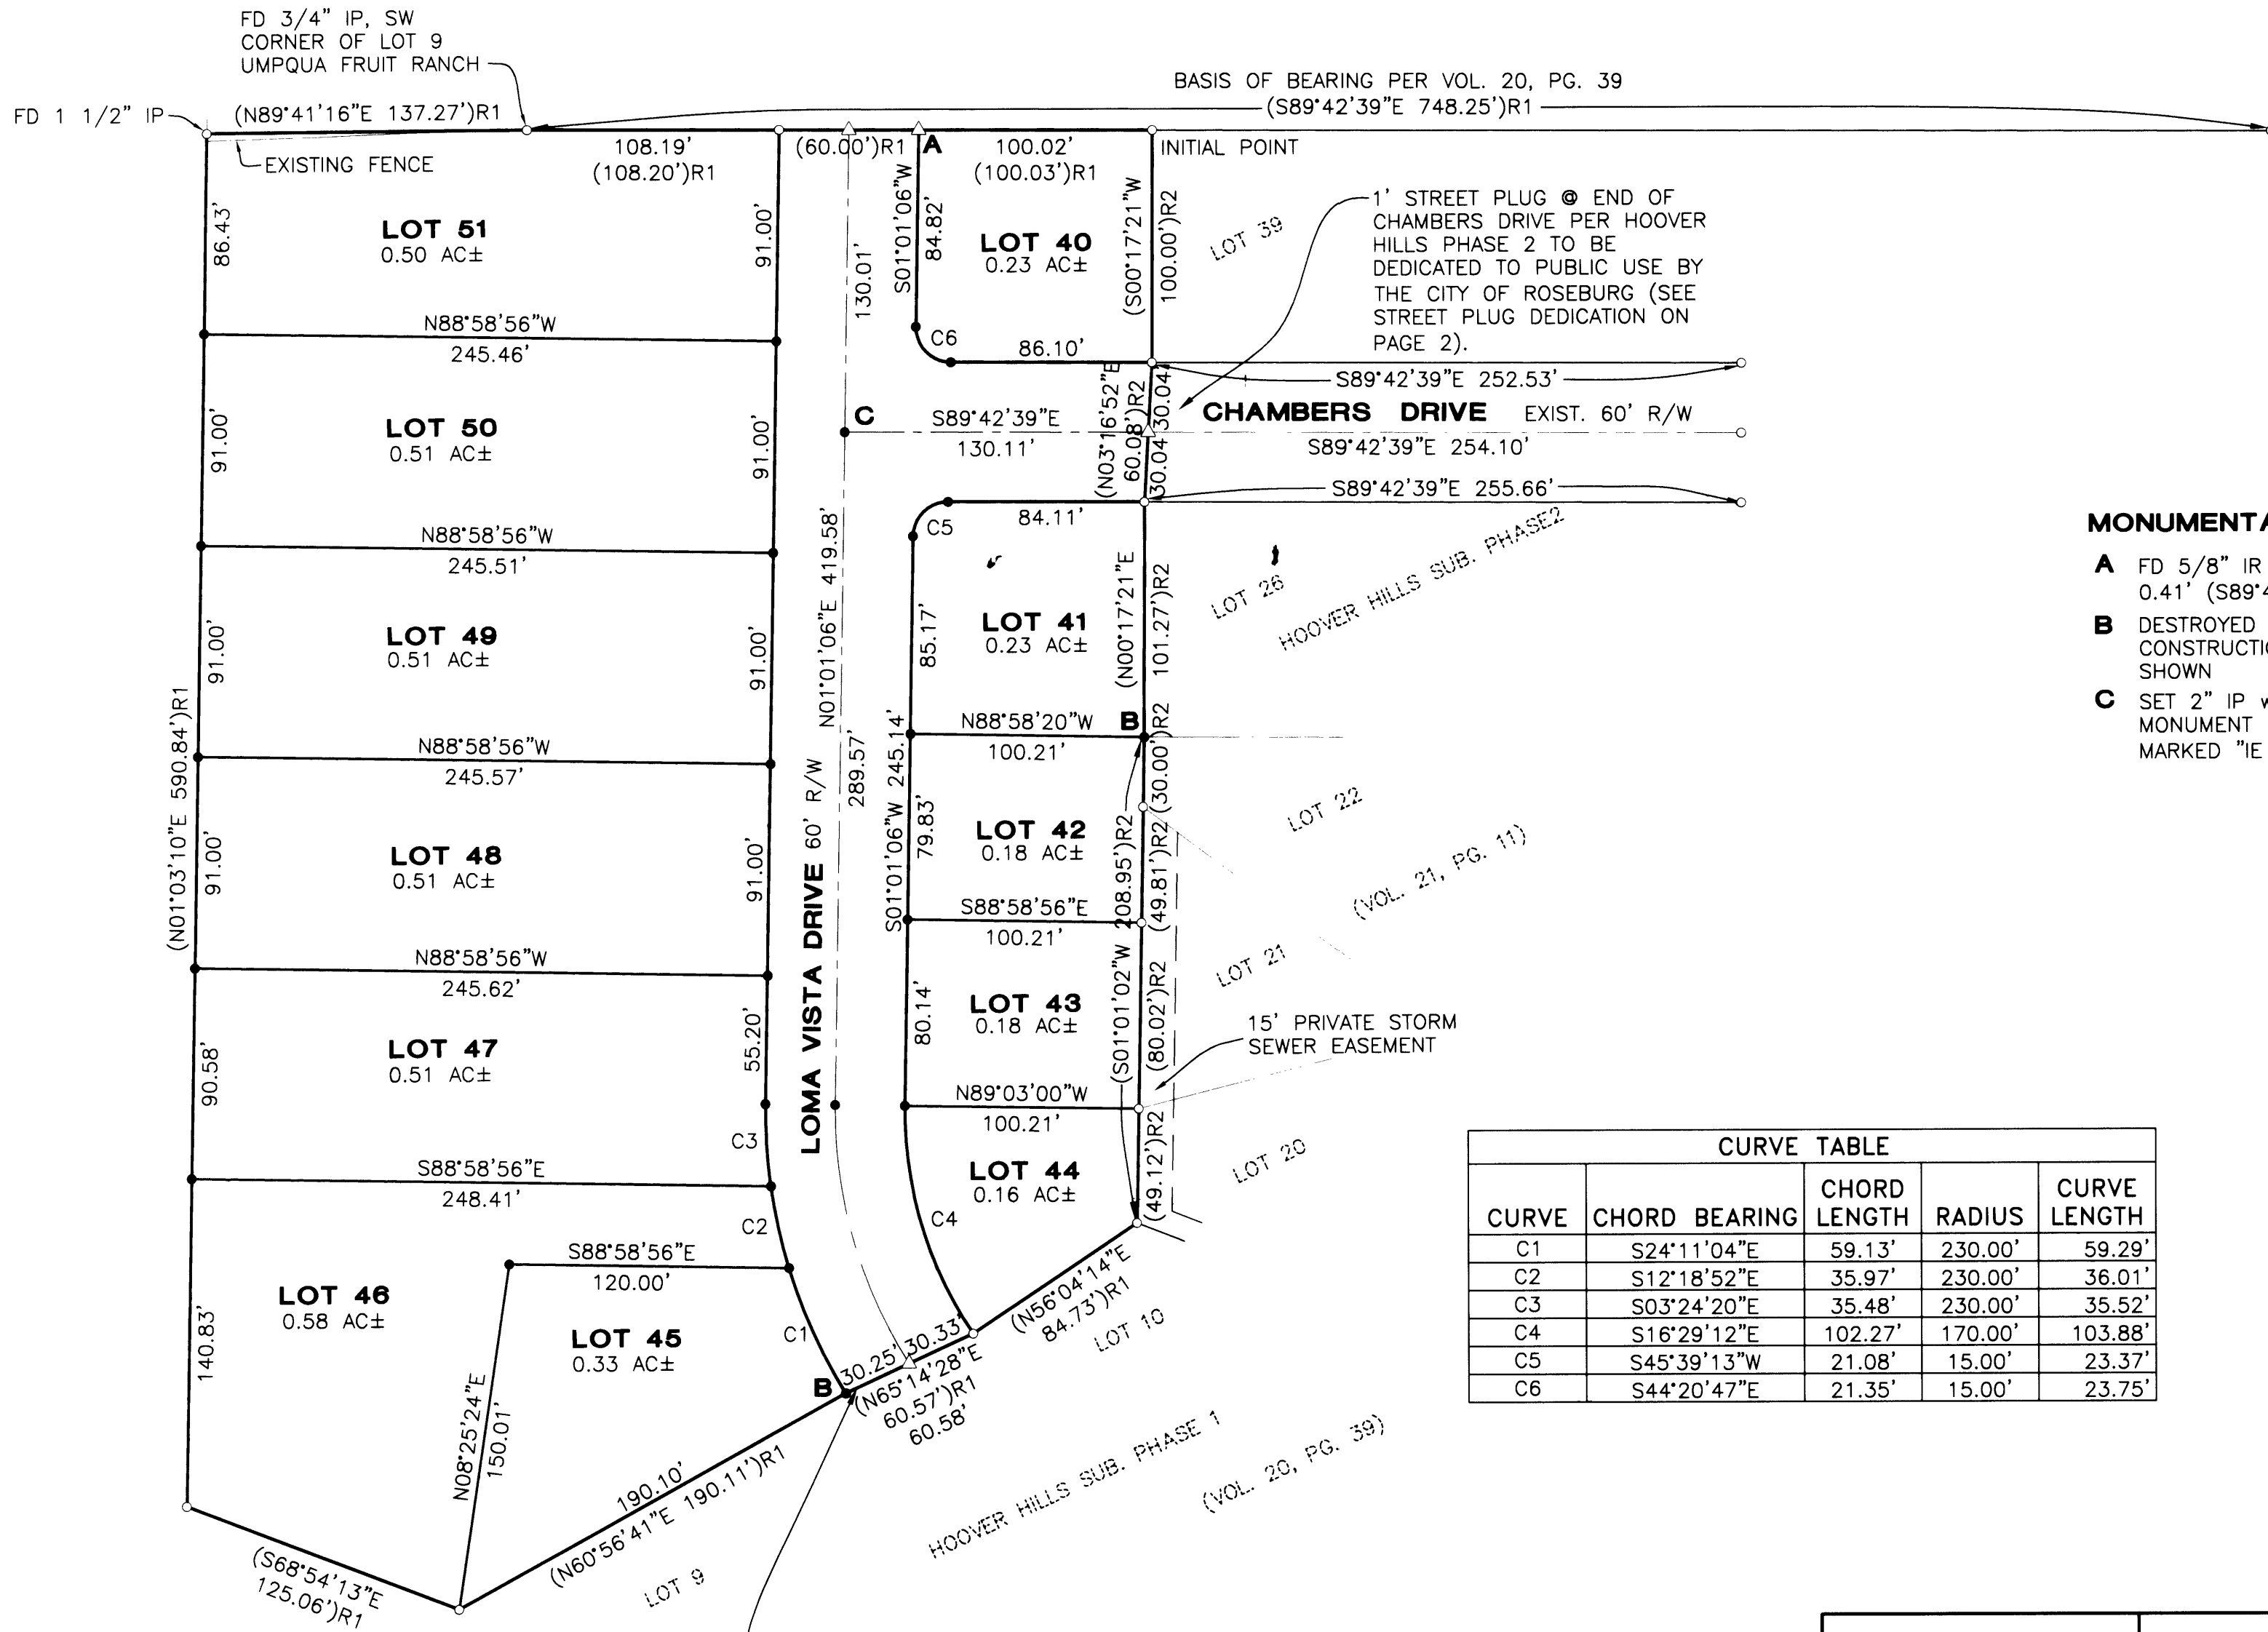 FD 3/4" IP, SW
CORNER OF LOT 9
UMPQUA FRUIT RANCH
FD 1 1/2" IP
(N89°41'16"E 137.27')R1
EXISTING FENCE
BASIS OF BEARING PER VOL. 20, PG. 39
(S89°42'39"E 748.25')R1
108.19'
(108.20')R1
(60.00')R1
A
100.02'
(100.03')R1
INITIAL POINT
86.43'
LOT 51
0.50 AC±
91.00'
130.01'
S01°01'06"W
84.82'
LOT 40
0.23 AC±
(S00°17'21"W
100.00')R2
LOT 39
1' STREET PLUG @ END OF
CHAMBERS DRIVE PER HOOVER
HILLS PHASE 2 TO BE
DEDICATED TO PUBLIC USE BY
THE CITY OF ROSEBURG (SEE
STREET PLUG DEDICATION ON
PAGE 2).
C6
86.10'
N88°58'56"W
245.46'
S89°42'39"E 252.53'
91.00'
LOT 50
0.51 AC±
91.00'
C
S89°42'39"E
130.11'
(N03°16'52"E
60.08')R2
30.04'
30.04'
CHAMBERS DRIVE EXIST. 60' R/W
S89°42'39"E 254.10'
S89°42'39"E 255.66'
84.11'
C5
N88°58'56"W
245.51'
N01°01'06"E 419.58'
91.00'
LOT 49
0.51 AC±
91.00'
85.17'
LOT 41
0.23 AC±
(N00°17'21"E
101.27')R2
LOT 26
HOOVER HILLS SUB. PHASE2
MONUMENTA
A FD 5/8" IR
0.41' (S89°4
B DESTROYED
CONSTRUCTIO
SHOWN
C SET 2" IP w
MONUMENT
MARKED "IE
(N01°03'10"E 590.84')R1
N88°58'56"W
245.57'
289.57'
S01°01'06"W 245.14'
N88°58'20"W
100.21'
B
(30.00')R2
91.00'
LOT 48
0.51 AC±
91.00'
LOMA VISTA DRIVE 60' R/W
79.83'
LOT 42
0.18 AC±
(S01°01'02"W 208.95')R2
(49.81')R2
LOT 22
(VOL. 21, PG. 11)
N88°58'56"W
245.62'
S88°58'56"E
100.21'
LOT 21
90.58'
LOT 47
0.51 AC±
55.20'
80.14'
LOT 43
0.18 AC±
(80.02')R2
15' PRIVATE STORM
SEWER EASEMENT
C3
N89°03'00"W
100.21'
S88°58'56"E
248.41'
LOT 44
0.16 AC±
(49.12')R2
LOT 20
C2
C4
S88°58'56"E
120.00'
LOT 46
0.58 AC±
140.83'
LOT 45
0.33 AC±
C1
N08°25'24"E
150.01'
B
30.25'
30.33'
(N65°14'28"E
60.57')R1
60.58'
(N56°04'14"E
84.73')R1
LOT 10
190.10'
(N60°56'41"E 190.11')R1
(S68°54'13"E
125.06')R1
LOT 9
HOOVER HILLS SUB. PHASE 1
(VOL. 20, PG. 39)
CURVE TABLE
CURVE CHORD BEARING CHORD LENGTH RADIUS CURVE LENGTH
C1 S24°11'04"E 59.13' 230.00' 59.29'
C2 S12°18'52"E 35.97' 230.00' 36.01'
C3 S03°24'20"E 35.48' 230.00' 35.52'
C4 S16°29'12"E 102.27' 170.00' 103.88'
C5 S45°39'13"W 21.08' 15.00' 23.37'
C6 S44°20'47"E 21.35' 15.00' 23.75'